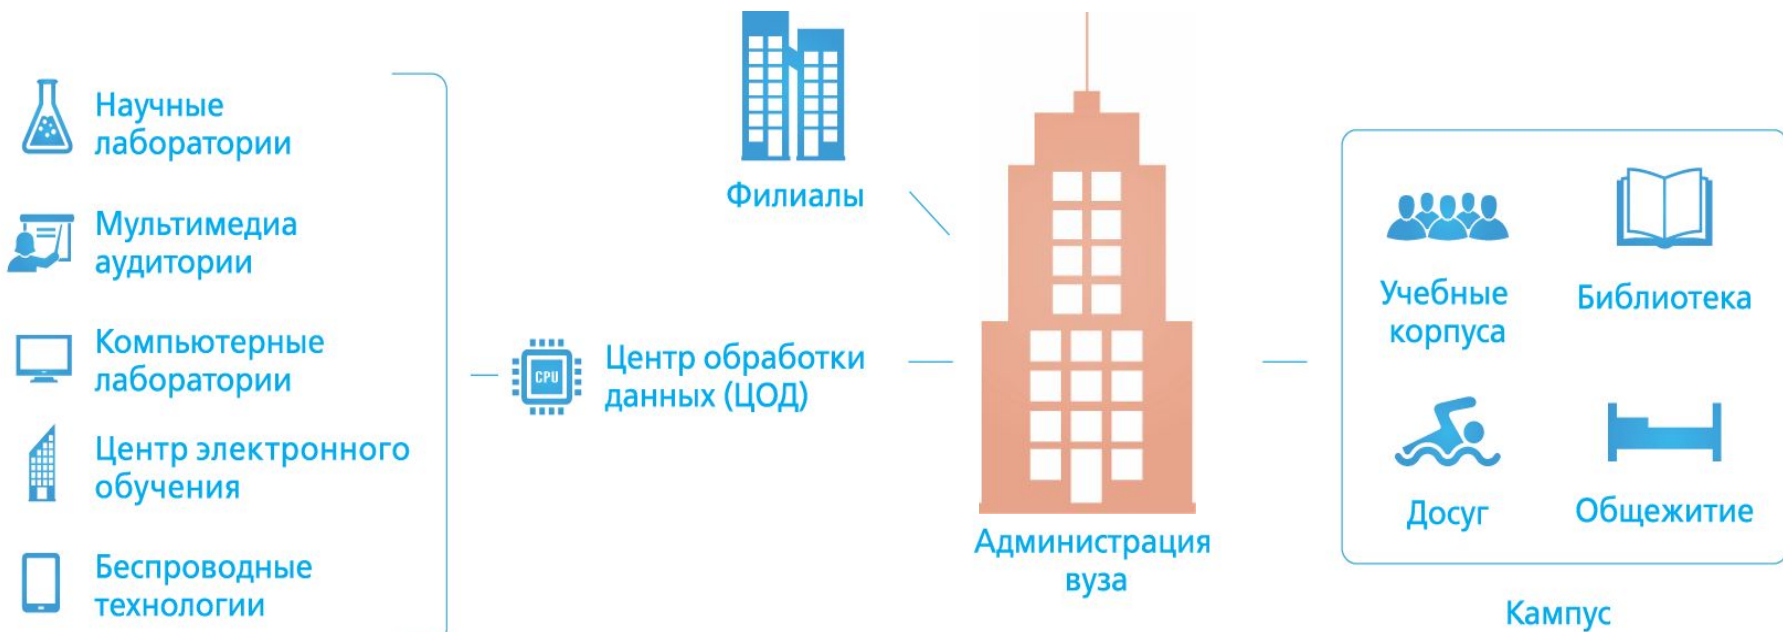 Научные
лаборатории
Мультимедиа
аудитории
Компьютерные
лаборатории
Центр электронного
обучения
Беспроводные
технологии
CPU
Центр обработки
данных (ЦОД)
Филиалы
Администрация
вуза
Учебные
корпуса
Библиотека
Досуг
Общежитие
Кампус